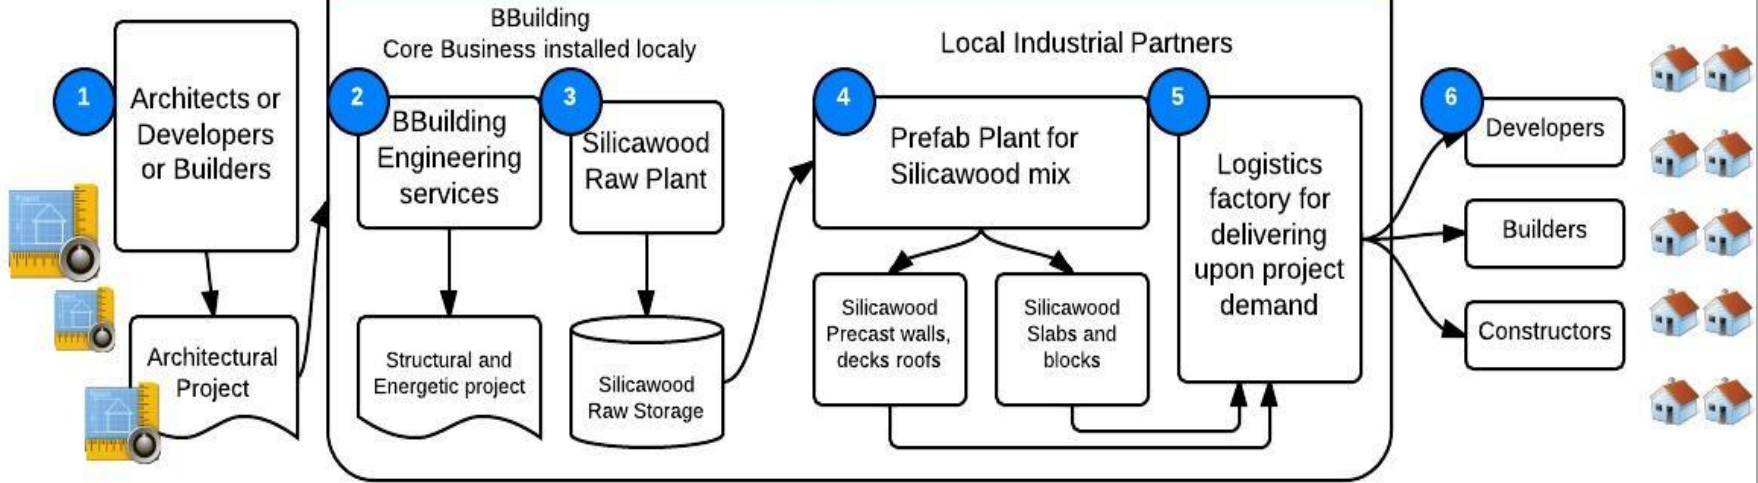 BBuilding
Core Business installed localy
Local Industrial Partners
1
Architects or
Developers
or Builders
Architectural
Project
2
BBuilding
Engineering
services
Structural and
Energetic project
3
Silicawood
Raw Plant
Silicawood
Raw Storage
4
Prefab Plant for
Silicawood mix
Silicawood
Precast walls,
decks roofs
Silicawood
Slabs and
blocks
5
Logistics
factory for
delivering
upon project
demand
6
Developers
Builders
Constructors